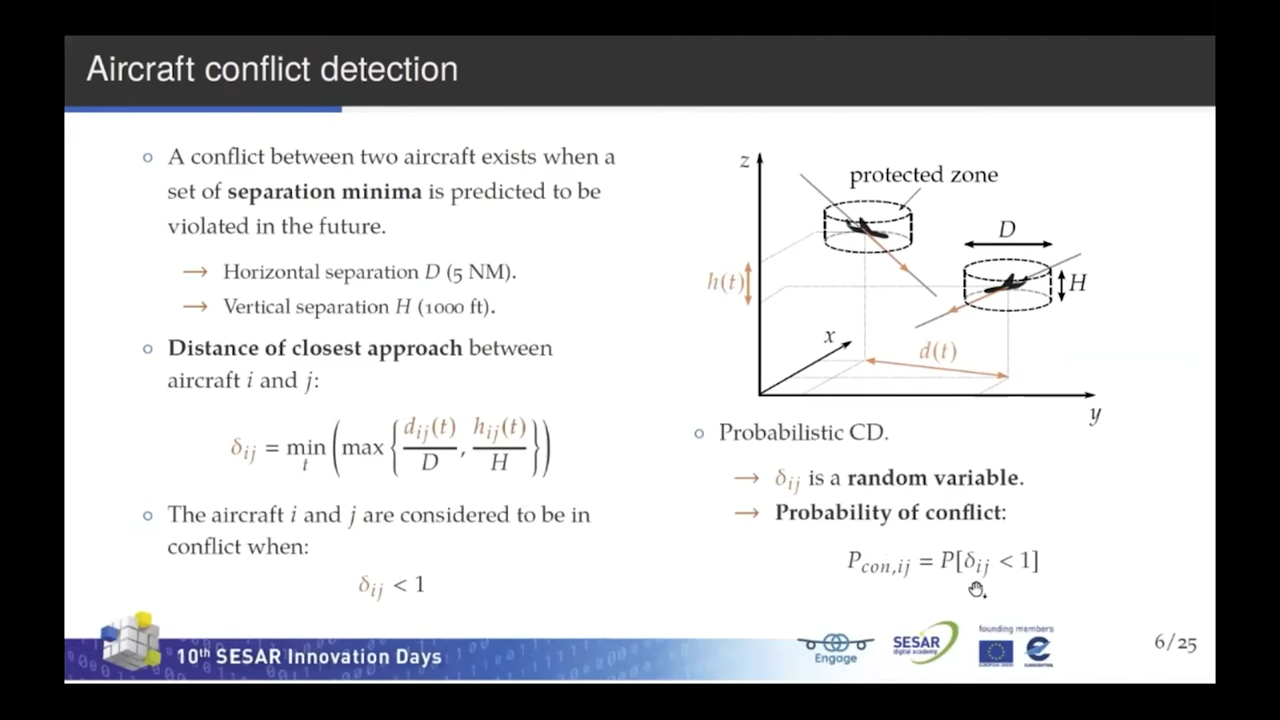 Aircraft conflict detection
A conflict between two aircraft exists when a
set of separation minima is predicted to be
violated in the future.
→ Horizontal separation D (5 NM).
→ Vertical separation H (1000 ft).
Distance of closest approach between
aircraft i and j:
δij = min t ( max { dij(t) / D , hij(t) / H } )
The aircraft i and j are considered to be in
conflict when:
δij < 1
z
protected zone
D
h(t)
H
x
d(t)
y
Probabilistic CD.
→ δij is a random variable.
→ Probability of conflict:
Pcon,ij = P[δij < 1]
10th SESAR Innovation Days
Engage
SESAR
digital academy
founding members
EUROPEAN UNION
EUROCONTROL
6/25